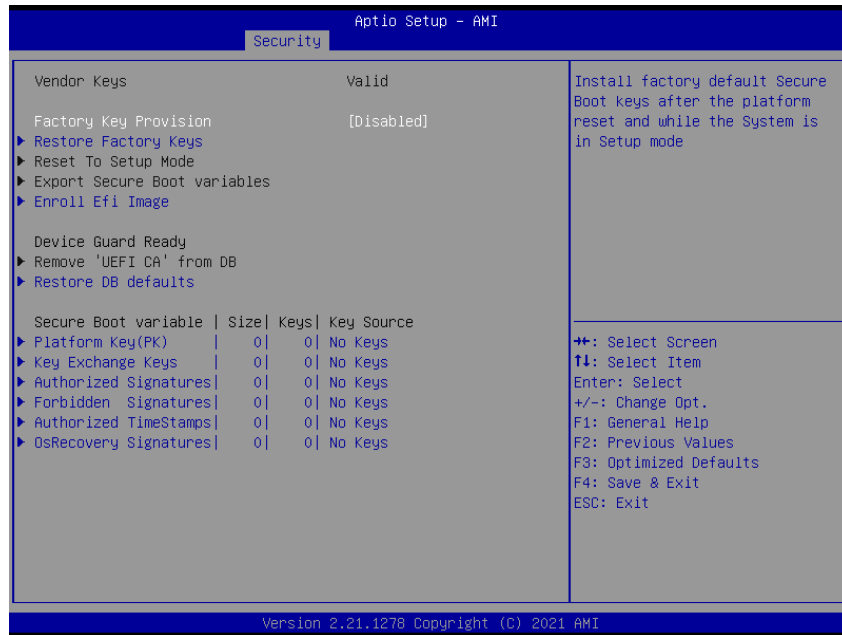 Aptio Setup - AMI
Security
Vendor Keys Valid
Factory Key Provision [Disabled]
Restore Factory Keys
Reset To Setup Mode
Export Secure Boot variables
Enroll Efi Image
Device Guard Ready
Remove 'UEFI CA' from DB
Restore DB defaults
Secure Boot variable | Size| Keys| Key Source
Platform Key(PK) | 0| 0| No Keys
Key Exchange Keys | 0| 0| No Keys
Authorized Signatures| 0| 0| No Keys
Forbidden Signatures| 0| 0| No Keys
Authorized TimeStamps| 0| 0| No Keys
OsRecovery Signatures| 0| 0| No Keys
Install factory default Secure
Boot keys after the platform
reset and while the System is
in Setup mode
→←: Select Screen
↑↓: Select Item
Enter: Select
+/-: Change Opt.
F1: General Help
F2: Previous Values
F3: Optimized Defaults
F4: Save & Exit
ESC: Exit
Version 2.21.1278 Copyright (C) 2021 AMI